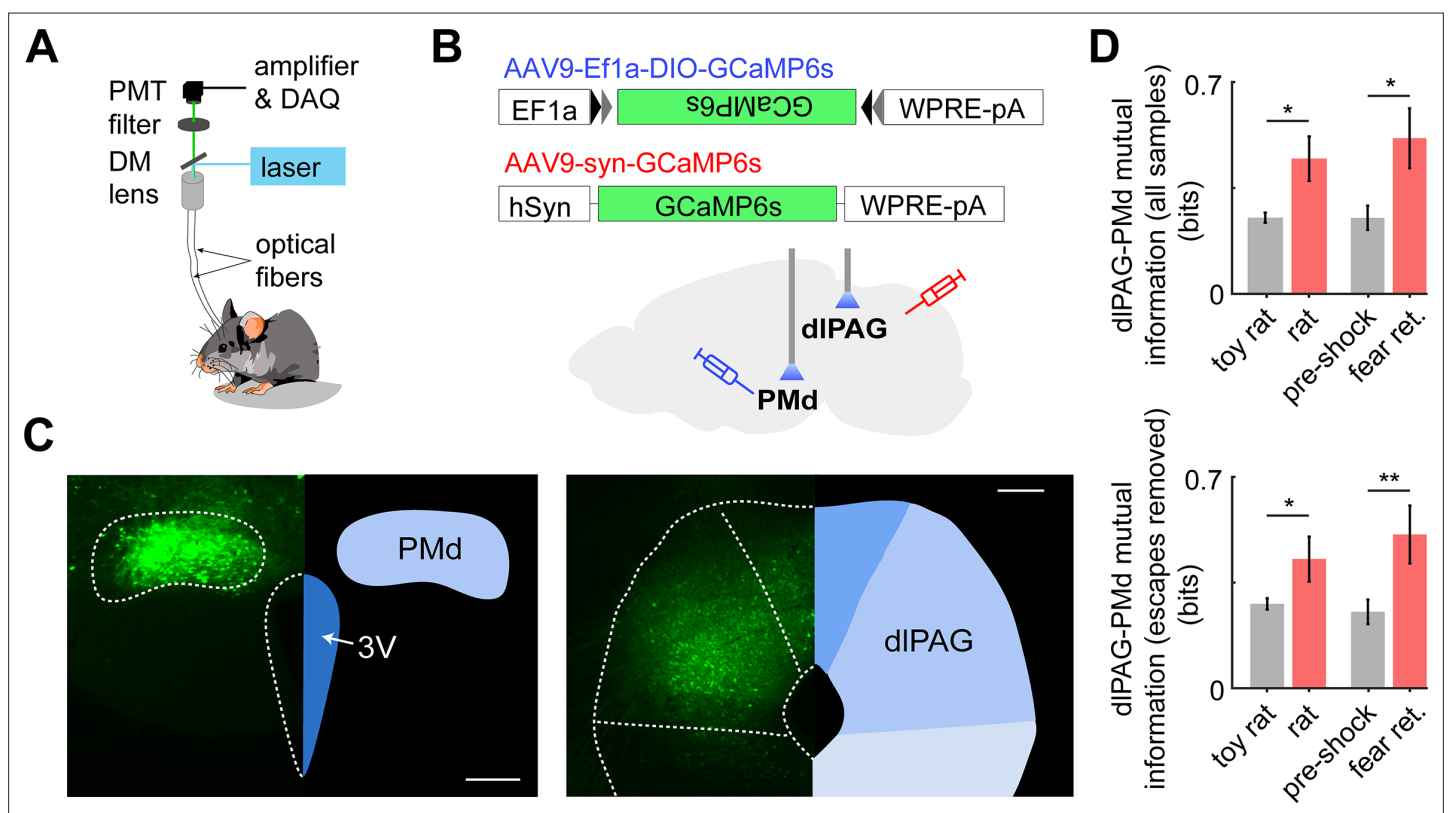 A
PMT
filter
DM
lens
amplifier
& DAQ
laser
optical
fibers
B
AAV9-Ef1a-DIO-GCaMP6s
EF1a
GCaMP6s
WPRE-pA
AAV9-syn-GCaMP6s
hSyn
GCaMP6s
WPRE-pA
dlPAG
PMd
C
PMd
3V
dlPAG
D
dlPAG-PMd mutual
information (all samples)
(bits)
0.7
0
*
*
toy rat
rat
pre-shock
fear ret.
dlPAG-PMd mutual
information (escapes removed)
(bits)
0.7
0
*
**
toy rat
rat
pre-shock
fear ret.